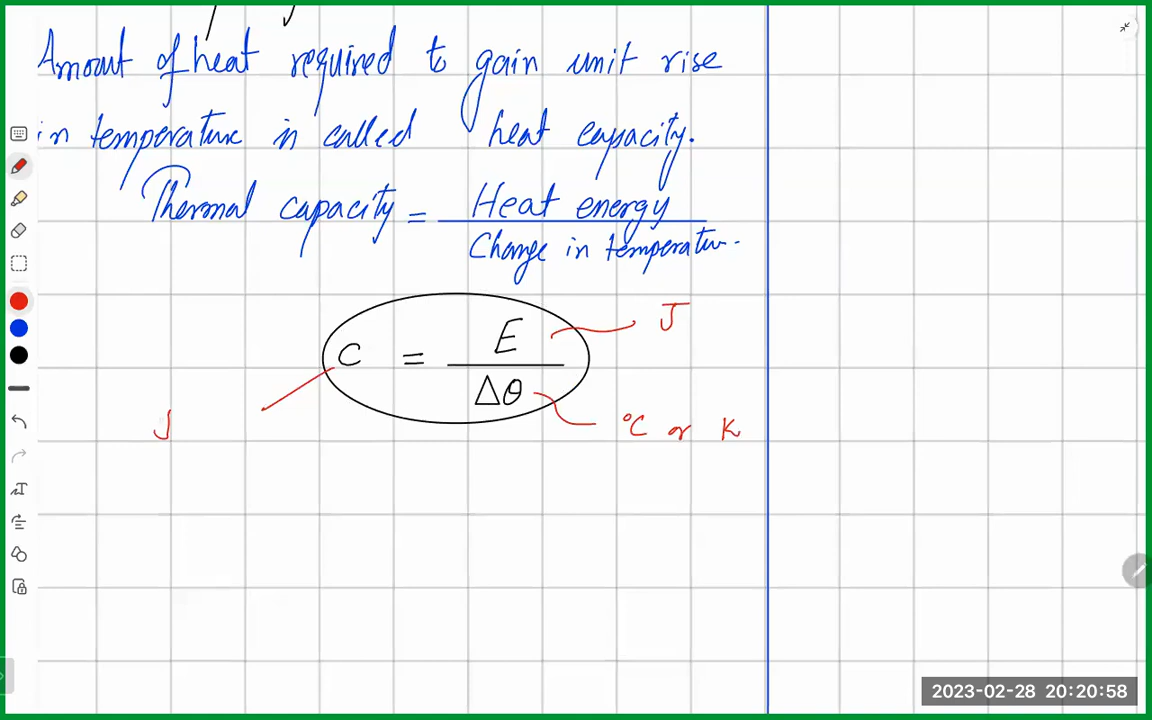 Amount of heat required to gain unit rise
in temperature is called heat capacity.
Thermal capacity = Heat energy
Change in temperature.
C = E
Δθ
J
°C or K
J
2023-02-28 20:20:58